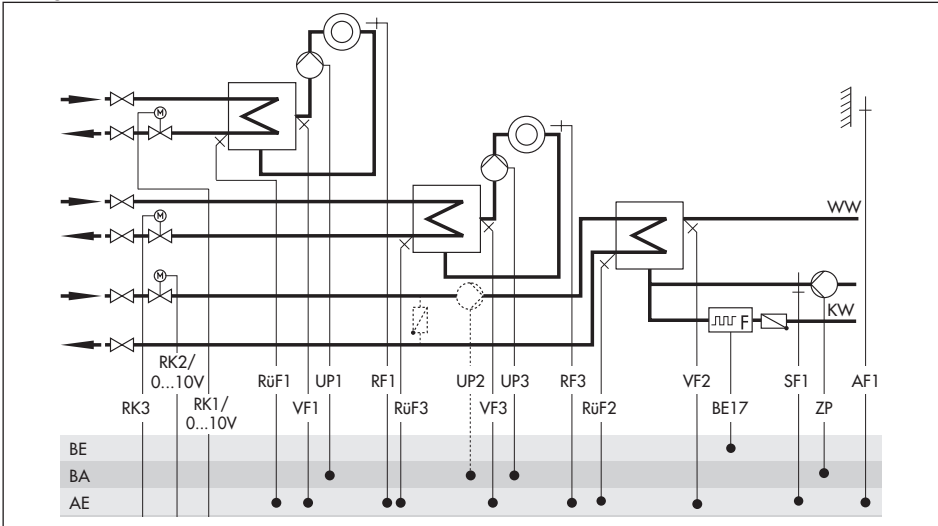 M
M
WW
M
F
KW
RK2/
0...10V
RüF1
UP1
RF1
UP2
UP3
RF3
VF2
SF1
AF1
RK3
RK1/
0...10V
VF1
RüF3
VF3
RüF2
BE17
ZP
BE
BA
AE